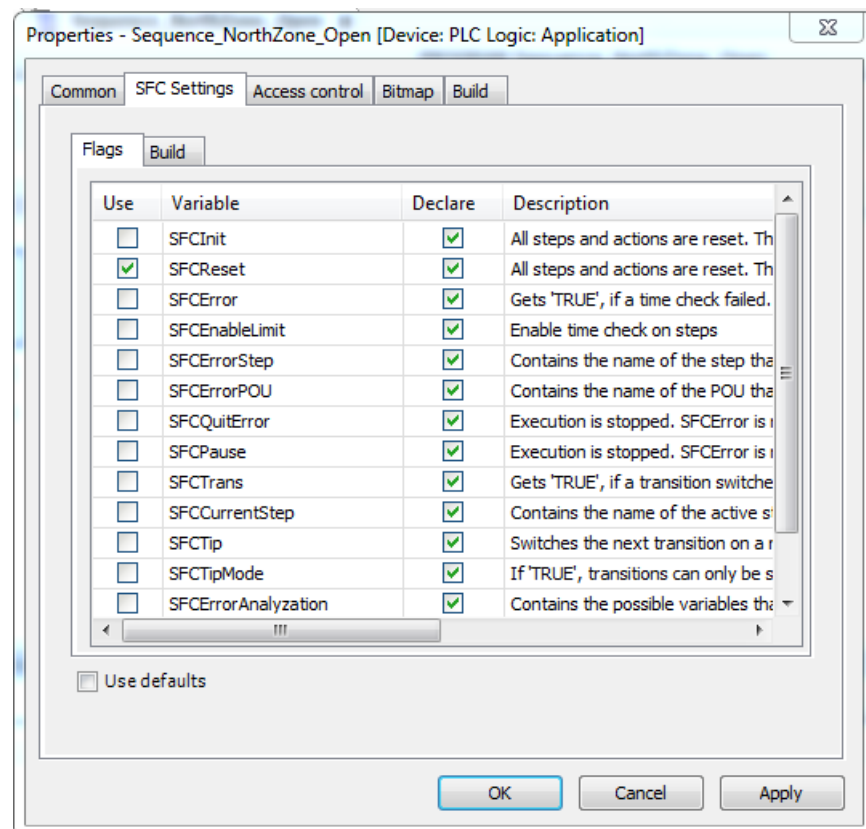 Properties - Sequence_NorthZone_Open [Device: PLC Logic: Application]
Common SFC Settings Access control Bitmap Build
Flags Build
Use Variable Declare Description
SFCInit All steps and actions are reset. Th
SFCReset All steps and actions are reset. Th
SFCError Gets 'TRUE', if a time check failed.
SFCEnableLimit Enable time check on steps
SFCErrorStep Contains the name of the step tha
SFCErrorPOU Contains the name of the POU tha
SFCQuitError Execution is stopped. SFCError is r
SFCPause Execution is stopped. SFCError is r
SFCTrans Gets 'TRUE', if a transition switche
SFCCurrentStep Contains the name of the active s
SFCTip Switches the next transition on a r
SFCTipMode If 'TRUE', transitions can only be s
SFCErrorAnalyzation Contains the possible variables tha
Use defaults
OK Cancel Apply